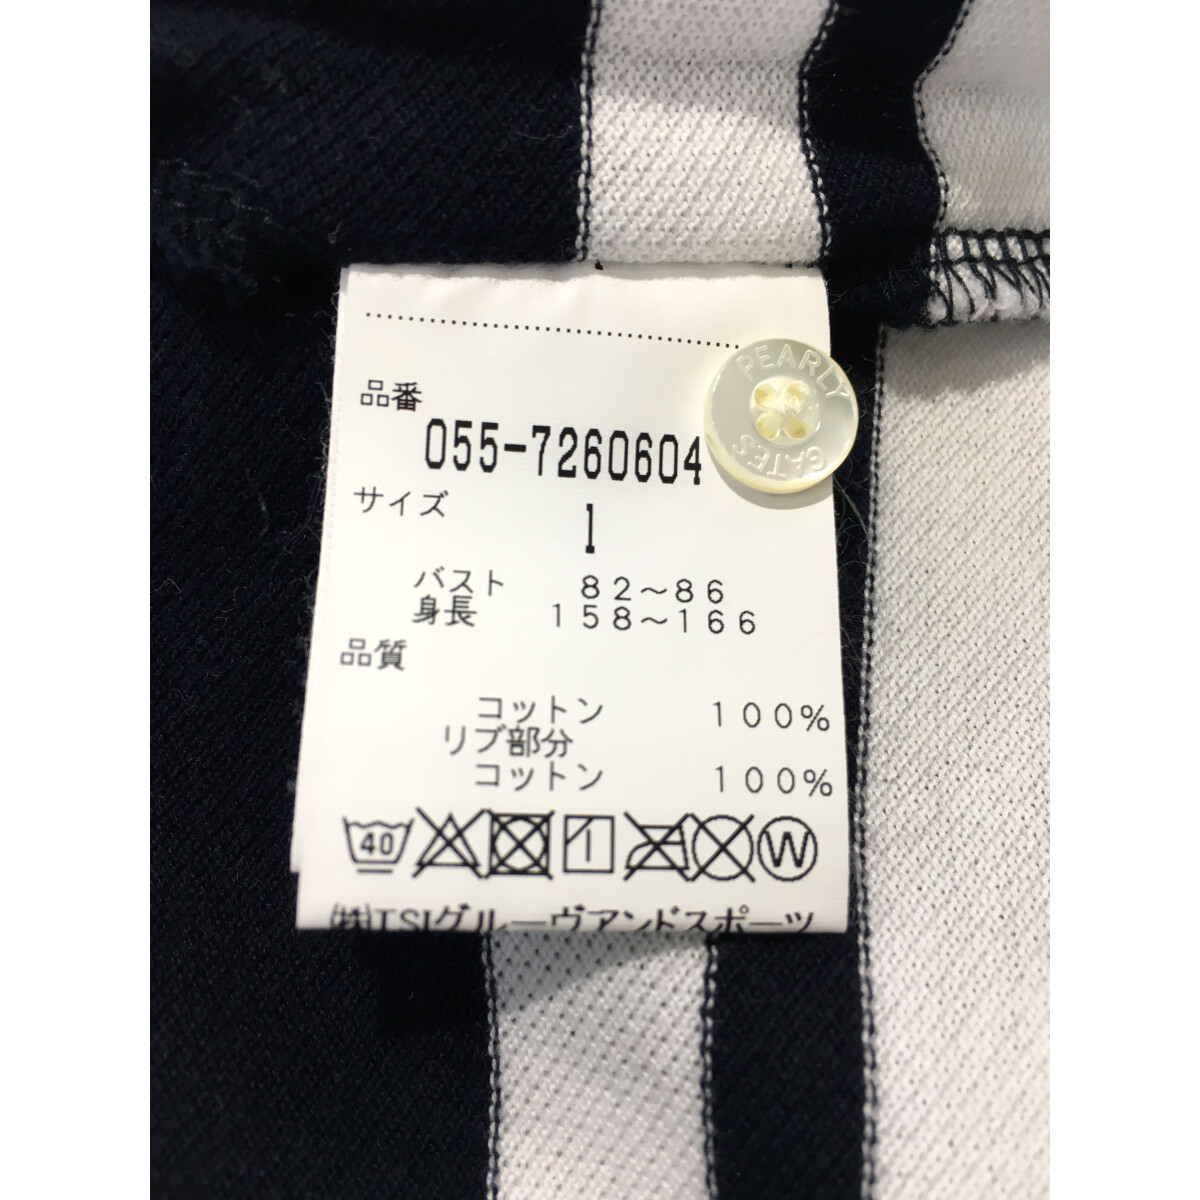 PEARLY
GATES
品番
055-7260604
サイズ
1
バスト 82～86
身長 158～166
品質
コットン 100%
リブ部分
コットン 100%
40 W
㈱TSIグルーヴアンドスポーツ